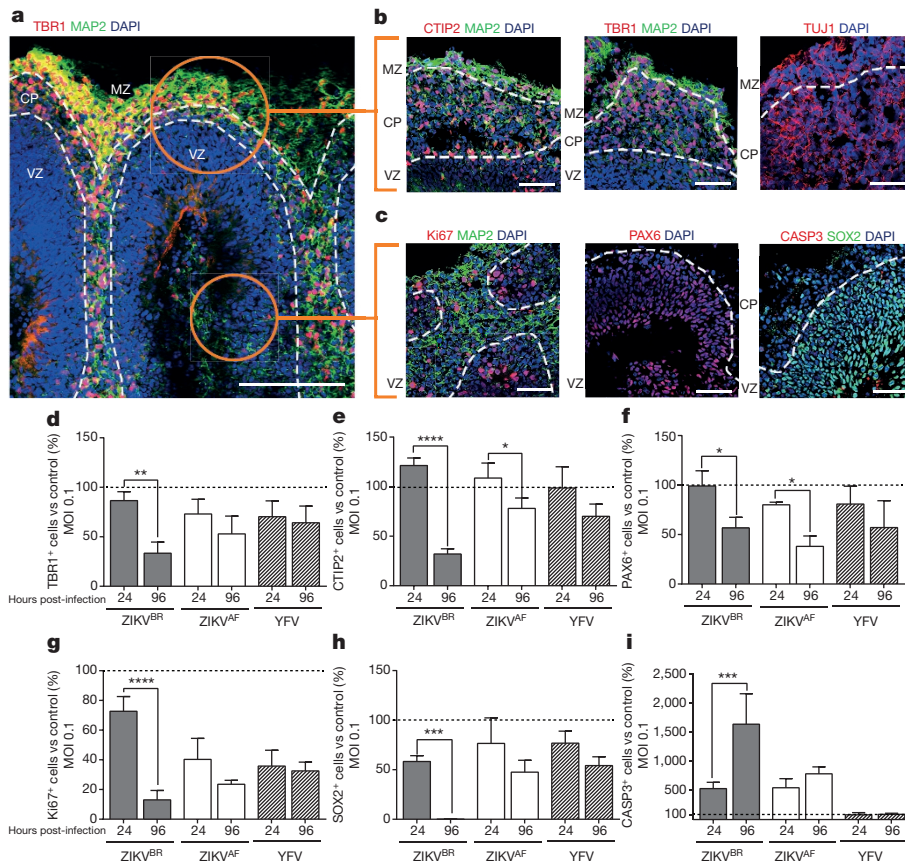 a
TBR1 MAP2 DAPI
CP
MZ
VZ
VZ
b
CTIP2 MAP2 DAPI
TBR1 MAP2 DAPI
TUJ1 DAPI
MZ
CP
VZ
MZ
CP
VZ
MZ
CP
c
Ki67 MAP2 DAPI
PAX6 DAPI
CASP3 SOX2 DAPI
VZ
VZ
CP
VZ
d
TBR1+ cells vs control (%)
MOI 0.1
150
100
50
0
**
Hours post-infection 24 96 24 96 24 96
ZIKVBR ZIKVAF YFV
e
CTIP2+ cells vs control (%)
MOI 0.1
150
100
50
0
**** *
24 96 24 96 24 96
ZIKVBR ZIKVAF YFV
f
PAX6+ cells vs control (%)
MOI 0.1
150
100
50
0
* *
24 96 24 96 24 96
ZIKVBR ZIKVAF YFV
g
Ki67+ cells vs control (%)
MOI 0.1
100
80
60
40
20
0
****
Hours post-infection 24 96 24 96 24 96
ZIKVBR ZIKVAF YFV
h
SOX2+ cells vs control (%)
MOI 0.1
150
100
50
0
***
24 96 24 96 24 96
ZIKVBR ZIKVAF YFV
i
CASP3+ cells vs control (%)
MOI 0.1
2,500
2,000
1,500
1,000
500
100
***
24 96 24 96 24 96
ZIKVBR ZIKVAF YFV